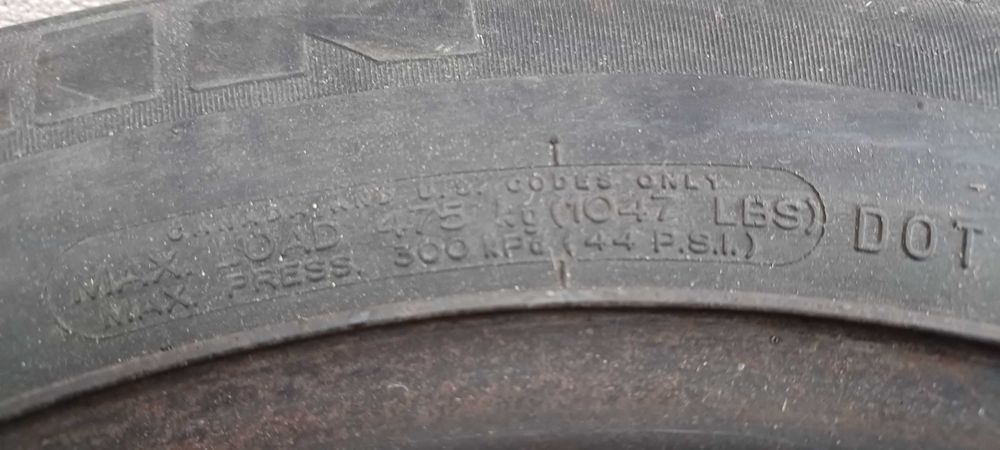 CANADA AND U.S. CODES ONLY
MAX. LOAD 475 kg (1047 LBS)
MAX. PRESS. 300 kPa (44 P.S.I.)
DOT